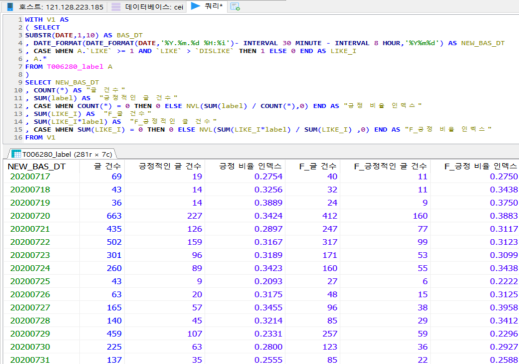 호스트: 121.128.223.185 데이터베이스: cei 쿼리*
1 WITH V1 AS
2 ( SELECT
3 SUBSTR(DATE,1,10) AS BAS_DT
4 , DATE_FORMAT(DATE_FORMAT(DATE,'%Y.%m.%d %H:%i')- INTERVAL 30 MINUTE - INTERVAL 8 HOUR,'%Y%m%d') AS NEW_BAS_DT
5 , CASE WHEN A.`LIKE` >= 1 AND `LIKE` > `DISLIKE` THEN 1 ELSE 0 END AS LIKE_I
6 , A.*
7 FROM T006280_label A
8 )
9 SELECT NEW_BAS_DT
10 , COUNT(*) AS "글 건수"
11 , SUM(label) AS "긍정적인 글 건수"
12 , CASE WHEN COUNT(*) = 0 THEN 0 ELSE NVL(SUM(label) / COUNT(*),0) END AS "긍정 비율 인덱스"
13 , SUM(LIKE_I) AS "F_글 건수"
14 , SUM(LIKE_I*label) AS "F_긍정적인 글 건수"
15 , CASE WHEN SUM(LIKE_I) = 0 THEN 0 ELSE NVL(SUM(LIKE_I*label) / SUM(LIKE_I) ,0) END AS "F_긍정 비율 인덱스"
16 FROM V1
T006280_label (281r × 7c)
NEW_BAS_DT 글 건수 긍정적인 글 건수 긍정 비율 인덱스 F_글 건수 F_긍정적인 글 건수 F_긍정 비율 인덱스
20200717 69 19 0.2754 40 11 0.2750
20200718 43 14 0.3256 32 11 0.3438
20200719 36 14 0.3889 24 9 0.3750
20200720 663 227 0.3424 412 160 0.3883
20200721 435 126 0.2897 247 77 0.3117
20200722 502 159 0.3167 317 99 0.3123
20200723 301 96 0.3189 171 53 0.3099
20200724 260 89 0.3423 160 55 0.3438
20200725 43 9 0.2093 27 6 0.2222
20200726 63 20 0.3175 48 15 0.3125
20200727 165 57 0.3455 96 38 0.3958
20200728 140 45 0.3214 85 29 0.3412
20200729 459 107 0.2331 257 59 0.2296
20200730 225 63 0.2800 123 36 0.2927
20200731 137 35 0.2555 85 22 0.2588